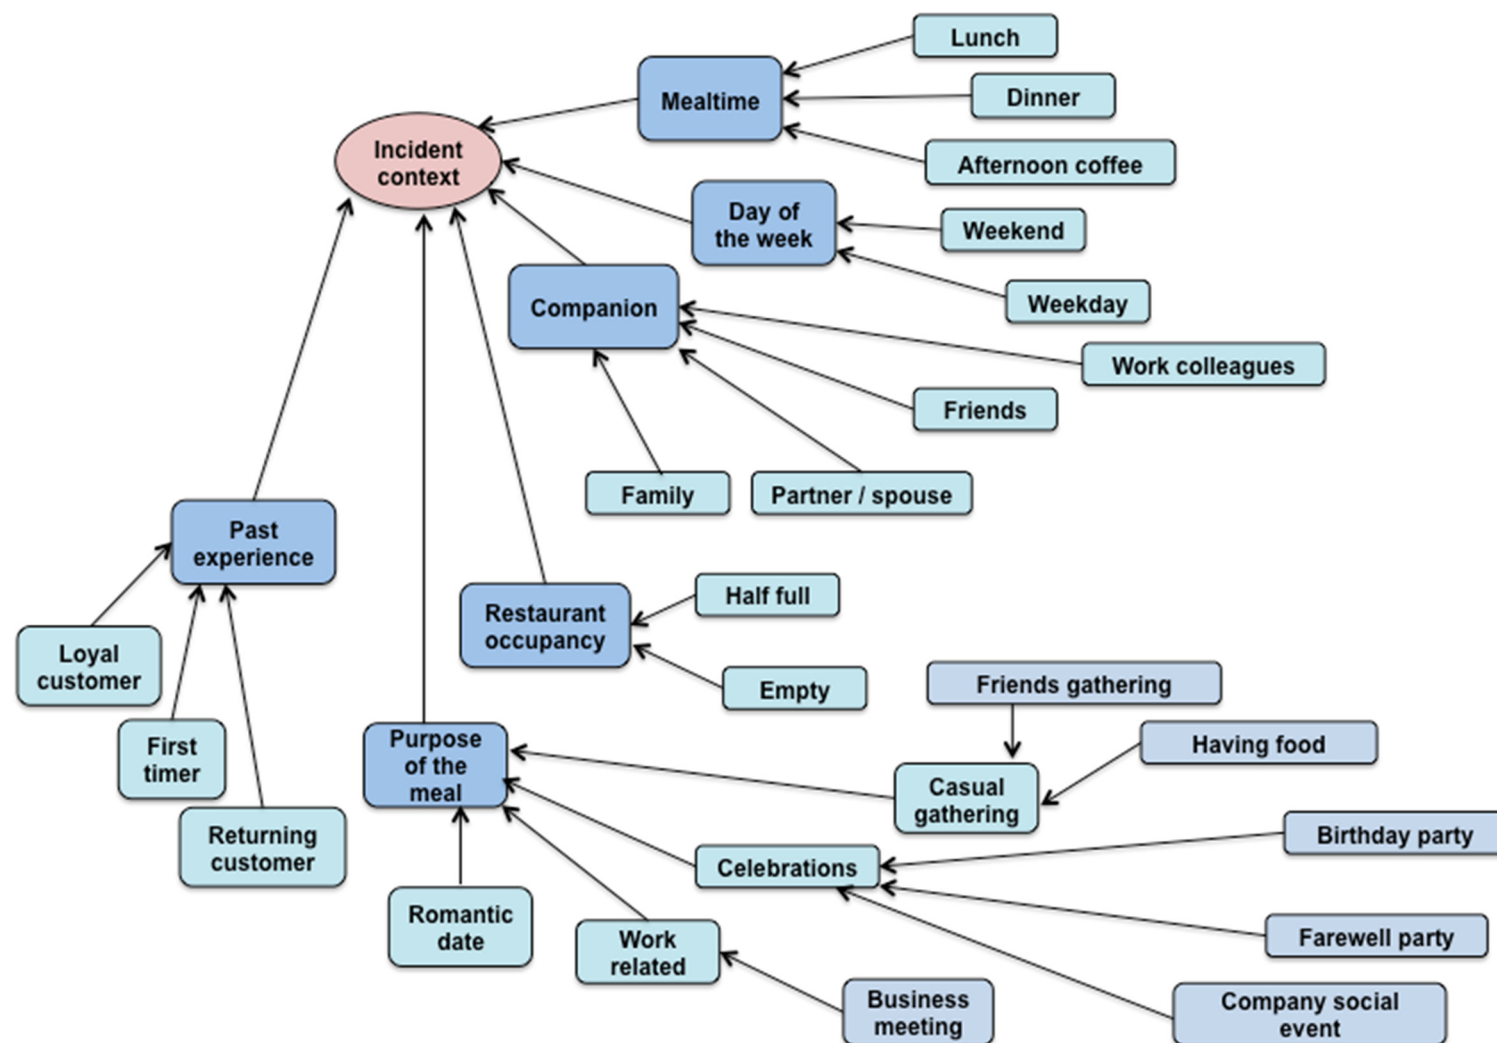 Lunch
Mealtime
Dinner
Incident
context
Afternoon coffee
Day of
the week
Weekend
Companion
Weekday
Work colleagues
Friends
Family
Partner / spouse
Past
experience
Half full
Restaurant
occupancy
Loyal
customer
Empty
Friends gathering
First
timer
Purpose
of the
meal
Having food
Casual
gathering
Returning
customer
Birthday party
Celebrations
Romantic
date
Work
related
Farewell party
Business
meeting
Company social
event